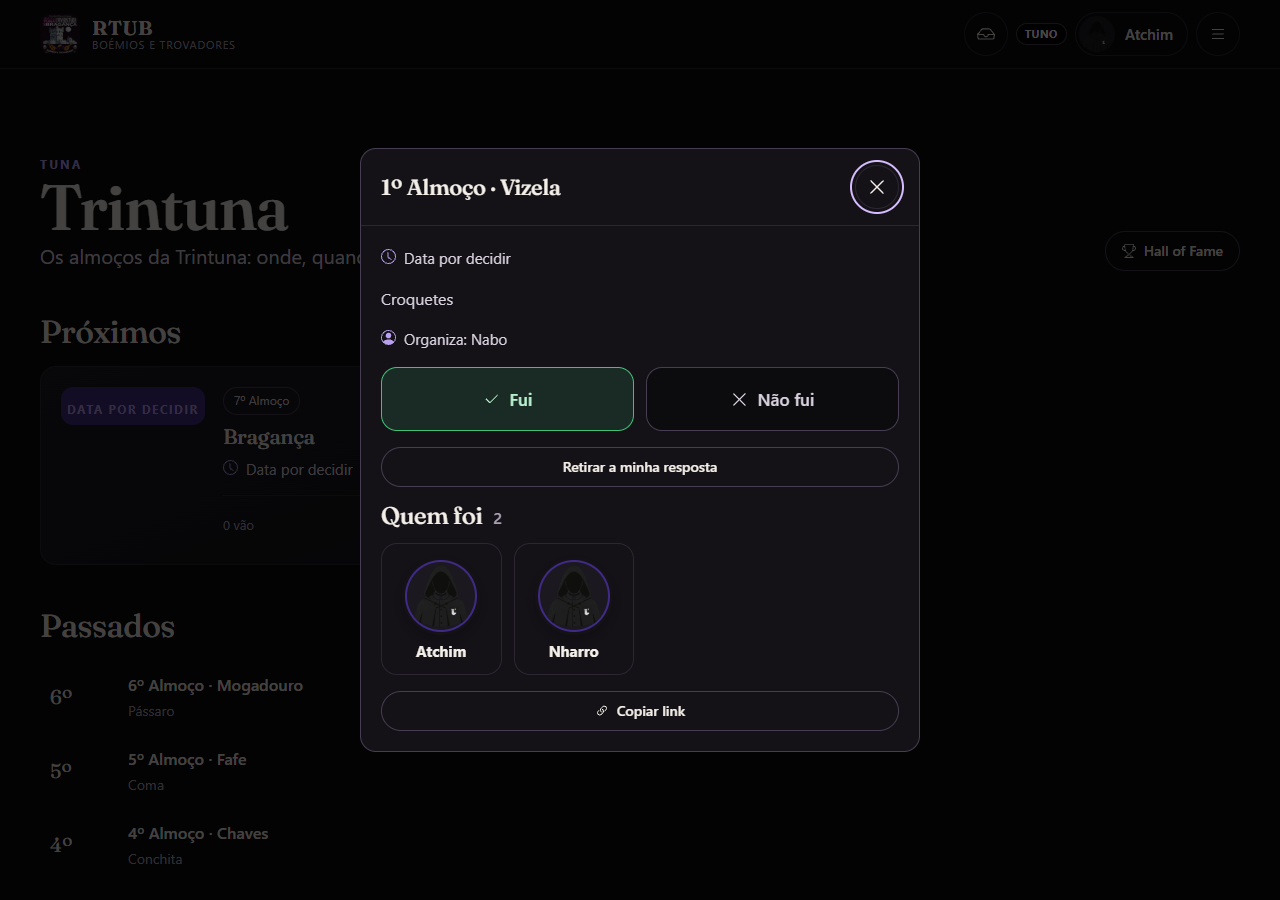 RTUB
BOÉMIOS E TROVADORES
TUNO
Atchim
TUNA
Trintuna
Os almoços da Trintuna: onde, quand
Hall of Fame
Próximos
DATA POR DECIDIR
7º Almoço
Bragança
Data por decidir
0 vão
Passados
6º
6º Almoço · Mogadouro
Pássaro
5º
5º Almoço · Fafe
Coma
4º
4º Almoço · Chaves
Conchita
1º Almoço · Vizela
Data por decidir
Croquetes
Organiza: Nabo
Fui
Não fui
Retirar a minha resposta
Quem foi 2
Atchim
Nharro
Copiar link